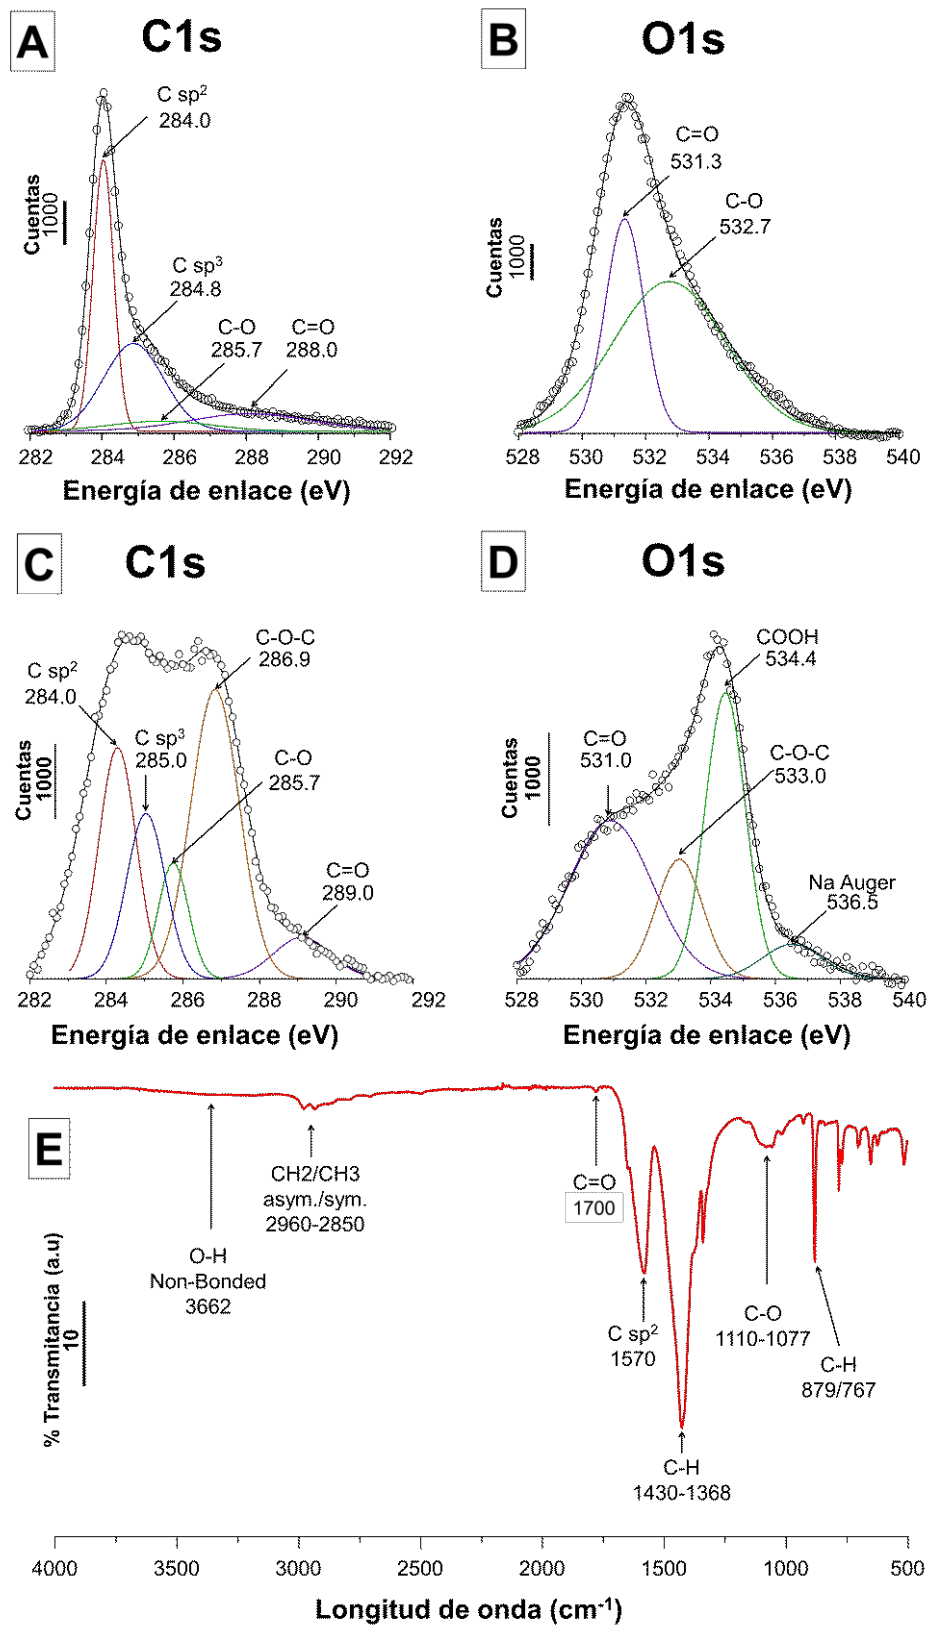 A
C1s
C sp²
284.0
C sp³
284.8
C-O
285.7
C=O
288.0
Cuentas
1000
282 284 286 288 290 292
Energía de enlace (eV)
B
O1s
C=O
531.3
C-O
532.7
Cuentas
1000
528 530 532 534 536 538 540
Energía de enlace (eV)
C
C1s
C-O-C
286.9
C sp²
284.0
C sp³
285.0
C-O
285.7
C=O
289.0
Cuentas
1000
282 284 286 288 290 292
Energía de enlace (eV)
D
O1s
COOH
534.4
C=O
531.0
C-O-C
533.0
Na Auger
536.5
Cuentas
1000
528 530 532 534 536 538 540
Energía de enlace (eV)
E
O-H
Non-Bonded
3662
CH2/CH3
asym./sym.
2960-2850
C=O
1700
C sp²
1570
C-H
1430-1368
C-O
1110-1077
C-H
879/767
% Transmitancia (a.u)
10
4000 3500 3000 2500 2000 1500 1000 500
Longitud de onda (cm⁻¹)